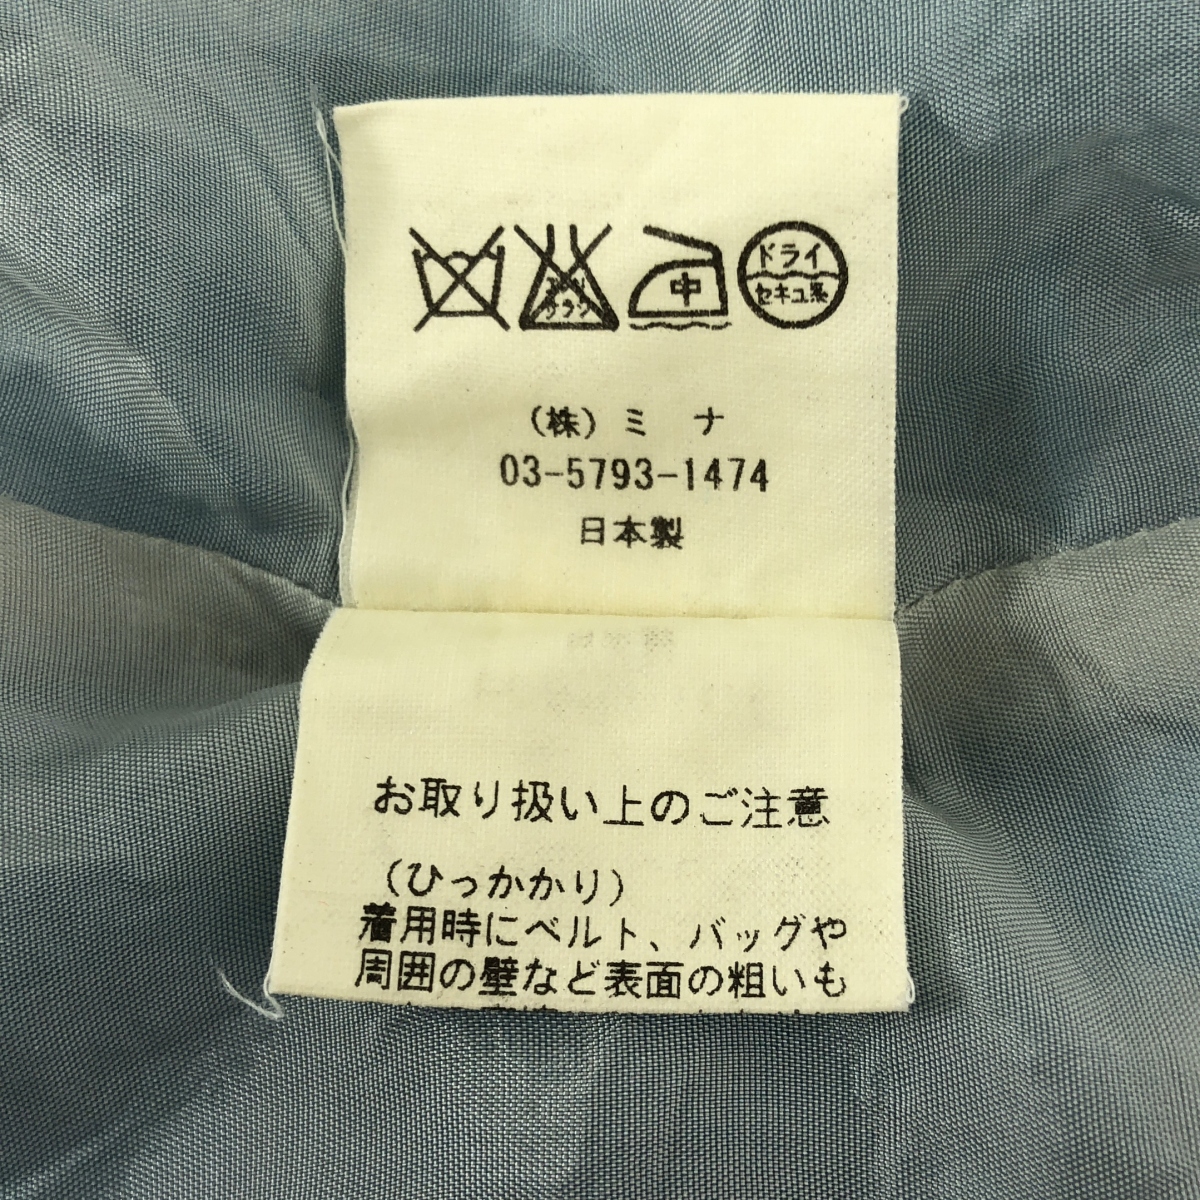 中
ドライ
セキユ系
(株)ミナ
03-5793-1474
日本製
お取り扱い上のご注意
(ひっかかり)
着用時にベルト、バッグや
周囲の壁など表面の粗いも